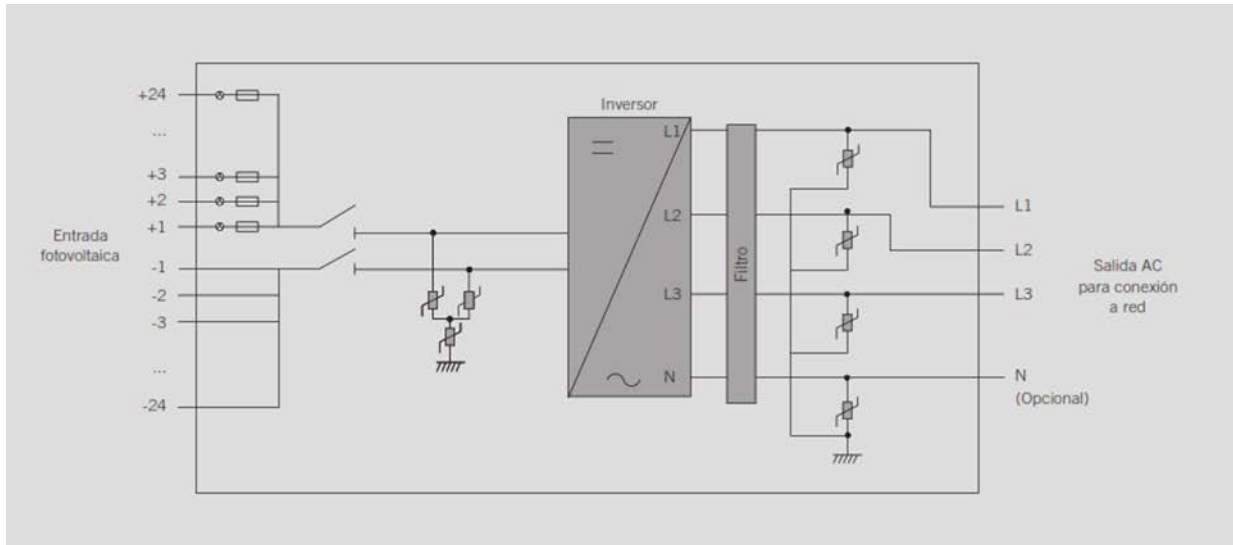 +24
...
+3
+2
+1
Entrada
fotovoltaica
-1
-2
-3
...
-24
Inversor
L1
L2
L3
N
Filtro
L1
L2
L3
Salida AC
para conexión
a red
N
(Opcional)